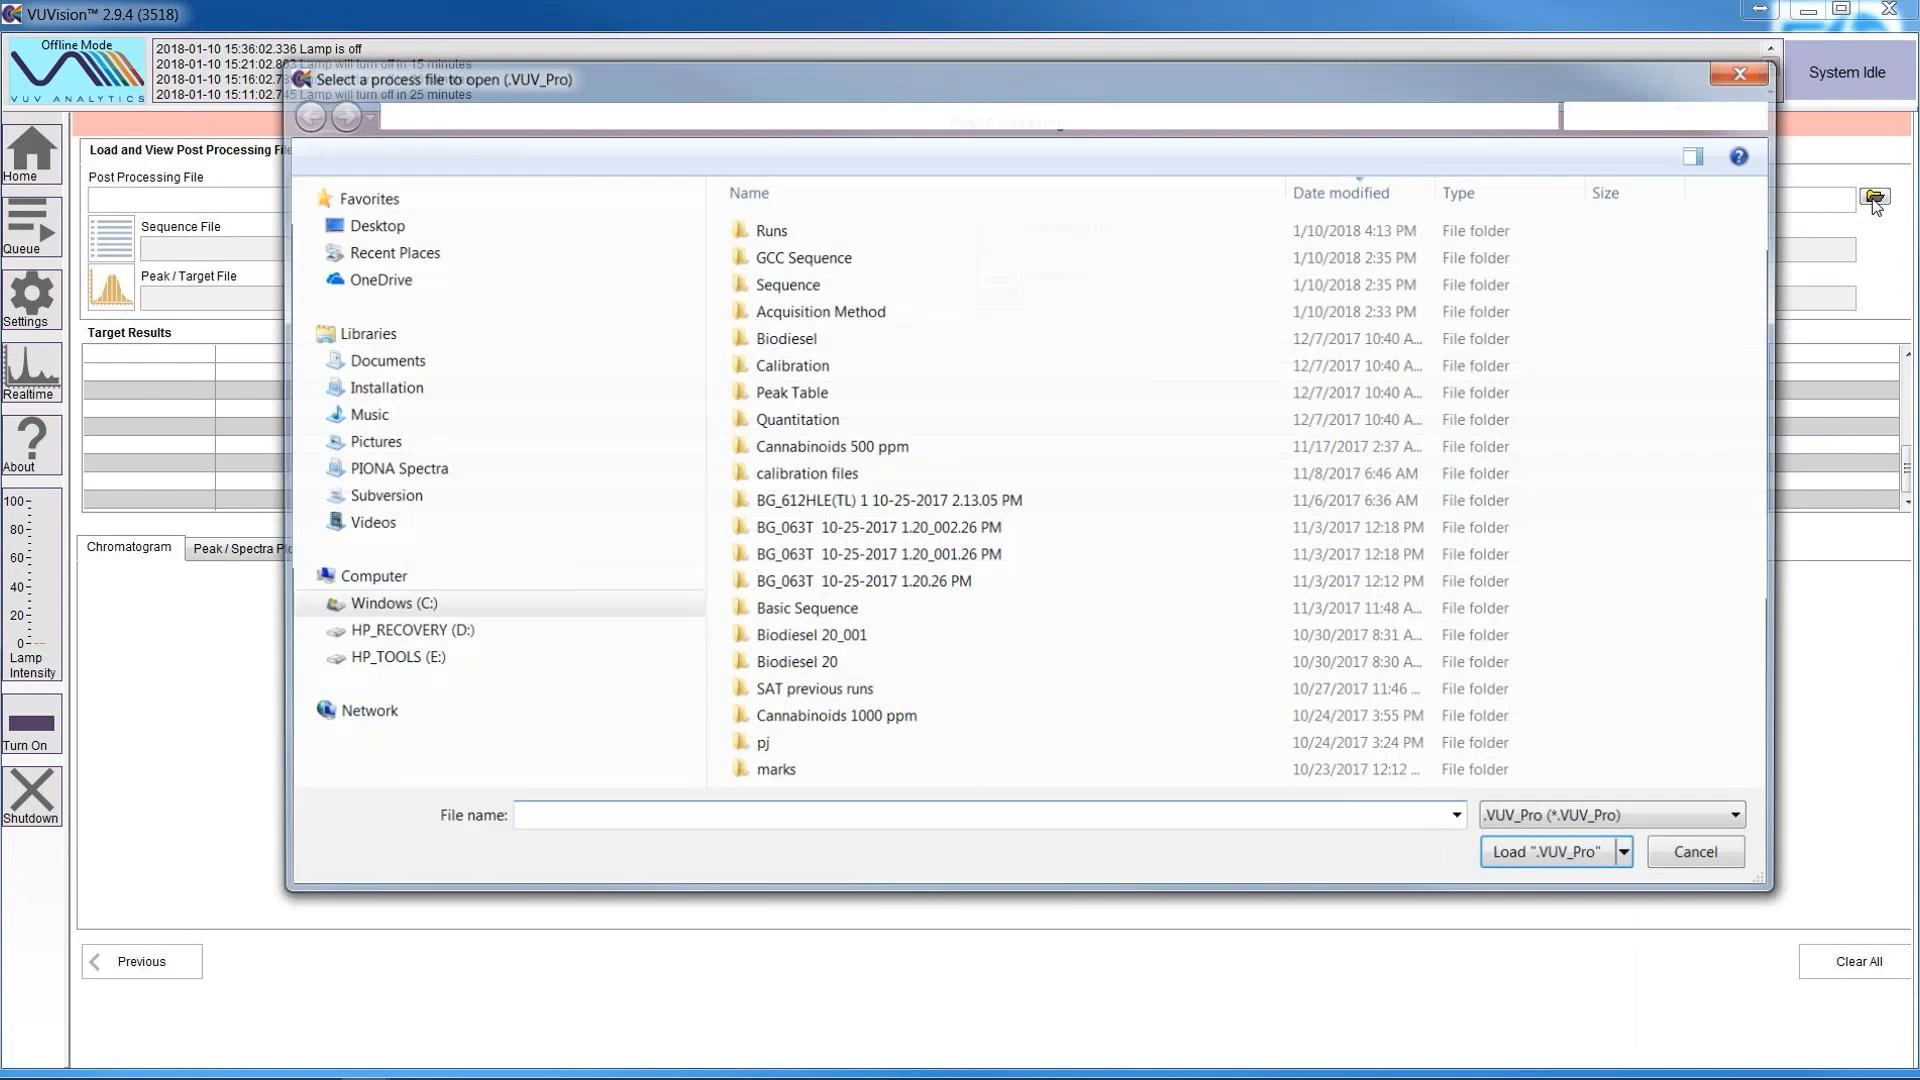 VUVision™ 2.9.4 (3518)
Offline Mode
VUV ANALYTICS
2018-01-10 15:36:02.336 Lamp is off
2018-01-10 15:21:02.8 Lamp will turn off in 15 minutes
2018-01-10 15:16:02.7
2018-01-10 15:11:02.745 Lamp will turn off in 25 minutes
System Idle
Select a process file to open (.VUV_Pro)
Home
Queue
Settings
Realtime
About
100
80
60
40
20
0
Lamp
Intensity
Turn On
Shutdown
Load and View Post Processing Fi
Post Processing File
Sequence File
Peak / Target File
Target Results
Chromatogram
Peak / Spectra Pl
Favorites
Desktop
Recent Places
OneDrive
Libraries
Documents
Installation
Music
Pictures
PIONA Spectra
Subversion
Videos
Computer
Windows (C:)
HP_RECOVERY (D:)
HP_TOOLS (E:)
Network
Name Date modified Type Size
Runs 1/10/2018 4:13 PM File folder
GCC Sequence 1/10/2018 2:35 PM File folder
Sequence 1/10/2018 2:35 PM File folder
Acquisition Method 1/10/2018 2:33 PM File folder
Biodiesel 12/7/2017 10:40 A... File folder
Calibration 12/7/2017 10:40 A... File folder
Peak Table 12/7/2017 10:40 A... File folder
Quantitation 12/7/2017 10:40 A... File folder
Cannabinoids 500 ppm 11/17/2017 2:37 A... File folder
calibration files 11/8/2017 6:46 AM File folder
BG_612HLE(TL) 1 10-25-2017 2.13.05 PM 11/6/2017 6:36 AM File folder
BG_063T 10-25-2017 1.20_002.26 PM 11/3/2017 12:18 PM File folder
BG_063T 10-25-2017 1.20_001.26 PM 11/3/2017 12:18 PM File folder
BG_063T 10-25-2017 1.20.26 PM 11/3/2017 12:12 PM File folder
Basic Sequence 11/3/2017 11:48 A... File folder
Biodiesel 20_001 10/30/2017 8:31 A... File folder
Biodiesel 20 10/30/2017 8:30 A... File folder
SAT previous runs 10/27/2017 11:46 ... File folder
Cannabinoids 1000 ppm 10/24/2017 3:55 PM File folder
pj 10/24/2017 3:24 PM File folder
marks 10/23/2017 12:12 ... File folder
File name:
.VUV_Pro (*.VUV_Pro)
Load ".VUV_Pro"
Cancel
Previous
Clear All